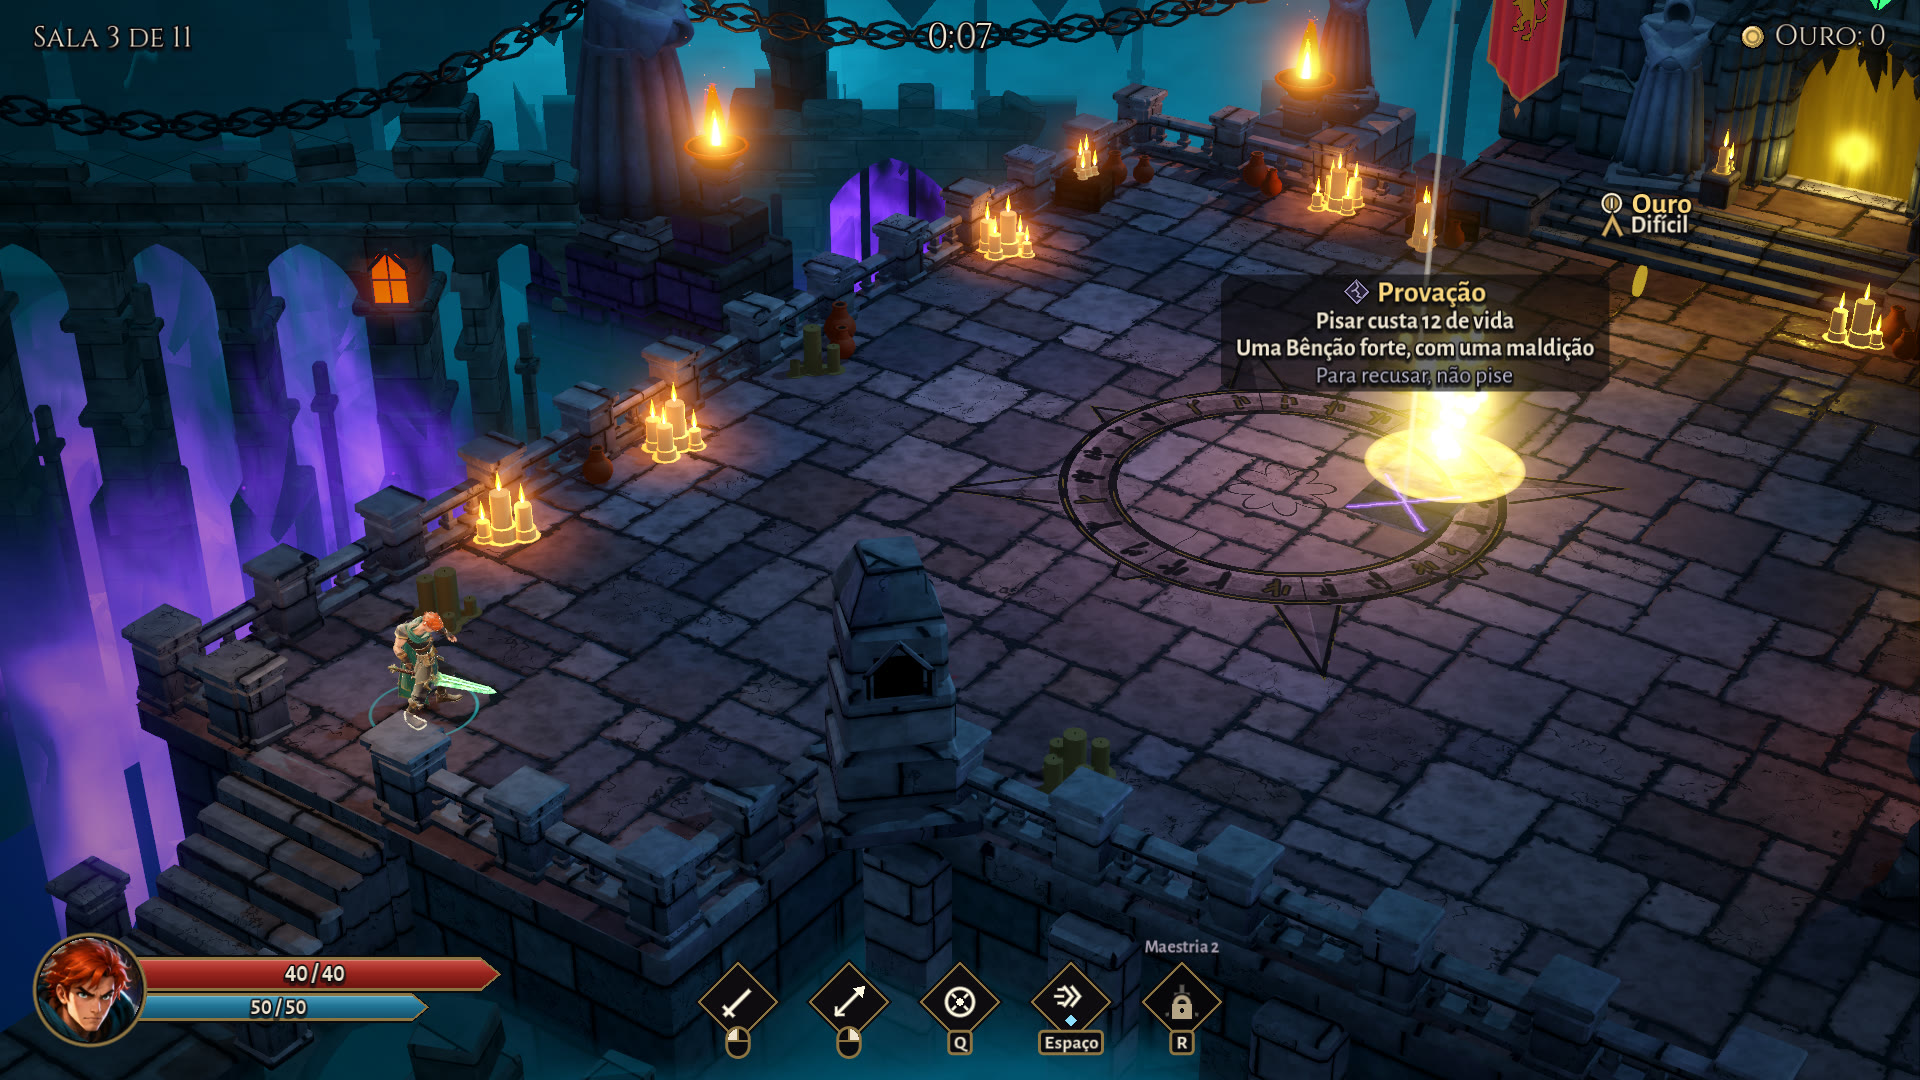 SALA 3 DE 11
0:07
OURO: 0
Ouro
Difícil
Provação
Pisar custa 12 de vida
Uma Bênção forte, com uma maldição
Para recusar, não pise
40/40
50/50
Maestria 2
Q
Espaço
R